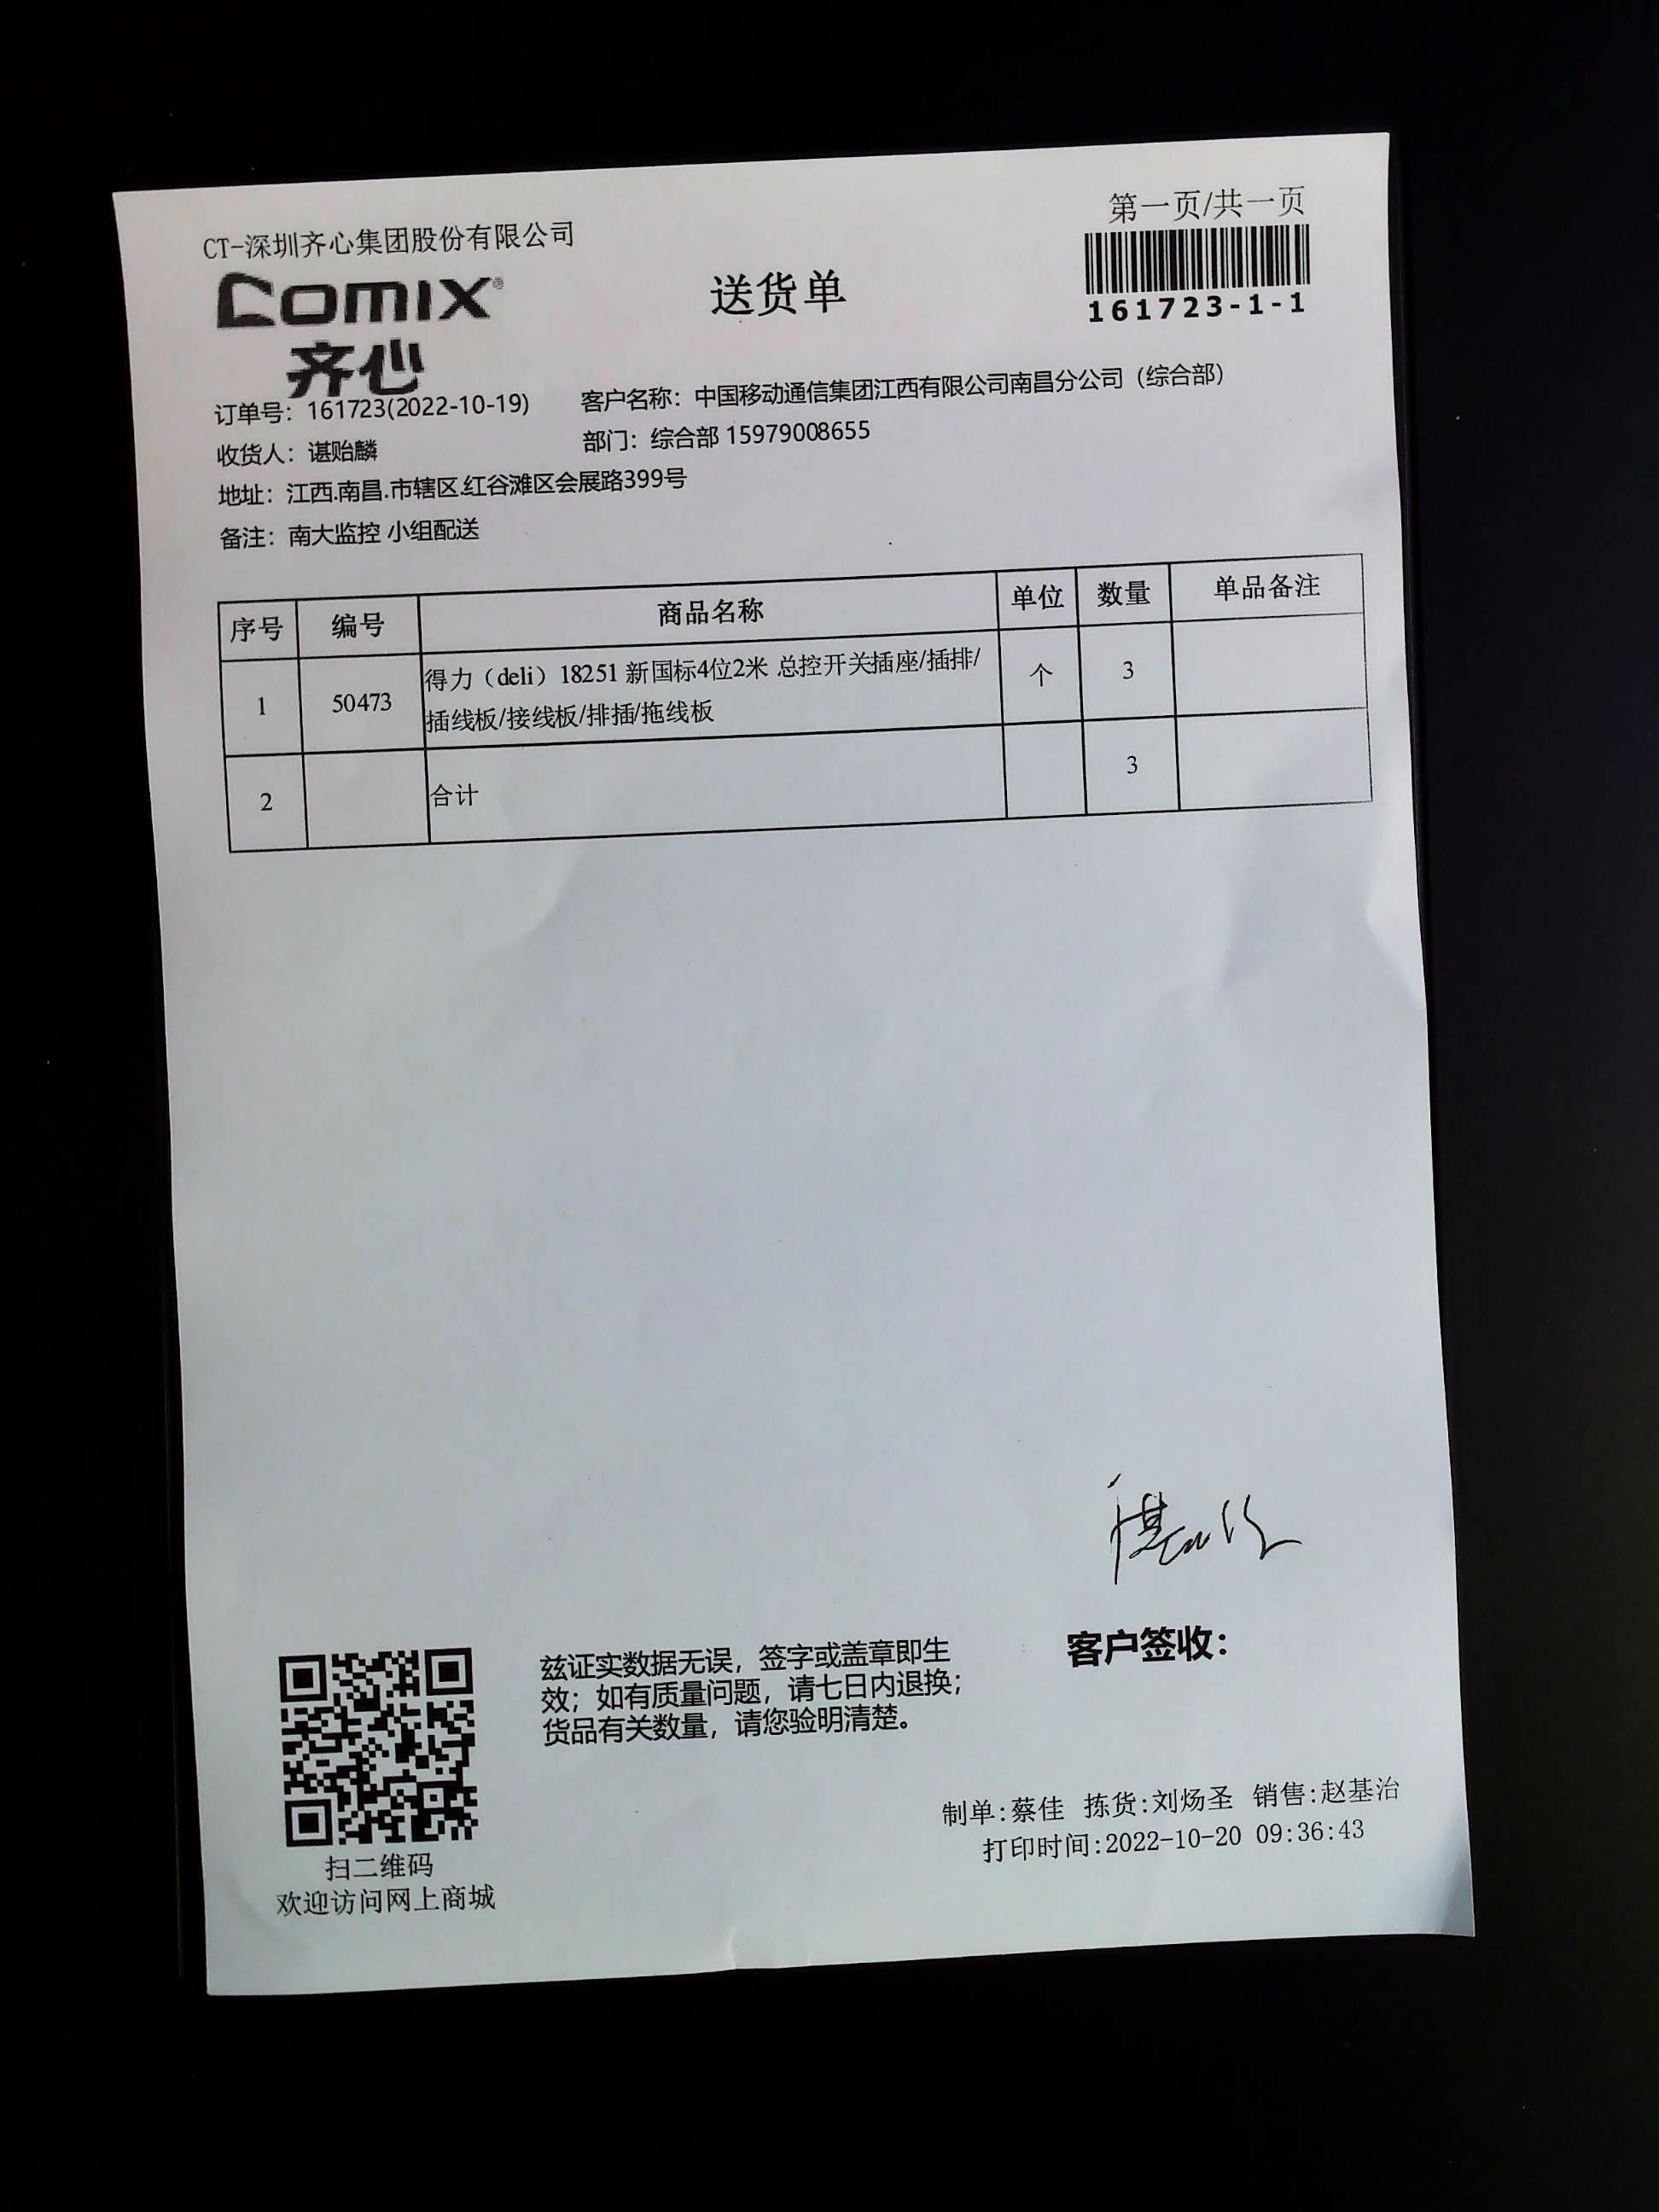 第一页/共一页
CT-深圳齐心集团股份有限公司
COMIX®
齐心
送货单
161723-1-1
订单号：161723(2022-10-19) 客户名称：中国移动通信集团江西有限公司南昌分公司（综合部）
收货人：谌贻麟 部门：综合部 15979008655
地址：江西.南昌.市辖区.红谷滩区会展路399号
备注：南大监控 小组配送
序号 编号 商品名称 单位 数量 单品备注
1 50473 得力（deli）18251 新国标4位2米 总控开关插座/插排/ 个 3
插线板/接线板/排插/拖线板
2 合计 3
客户签收：
兹证实数据无误，签字或盖章即生
效；如有质量问题，请七日内退换；
货品有关数量，请您验明清楚。
制单:蔡佳 拣货:刘炀圣 销售:赵基治
打印时间:2022-10-20 09:36:43
扫二维码
欢迎访问网上商城